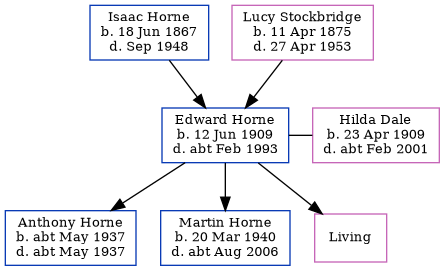 Isaac Horne
b. 18 Jun 1867
d. Sep 1948
Lucy Stockbridge
b. 11 Apr 1875
d. 27 Apr 1953
Edward Horne
b. 12 Jun 1909
d. abt Feb 1993
Hilda Dale
b. 23 Apr 1909
d. abt Feb 2001
Anthony Horne
b. abt May 1937
d. abt May 1937
Martin Horne
b. 20 Mar 1940
d. abt Aug 2006
Living